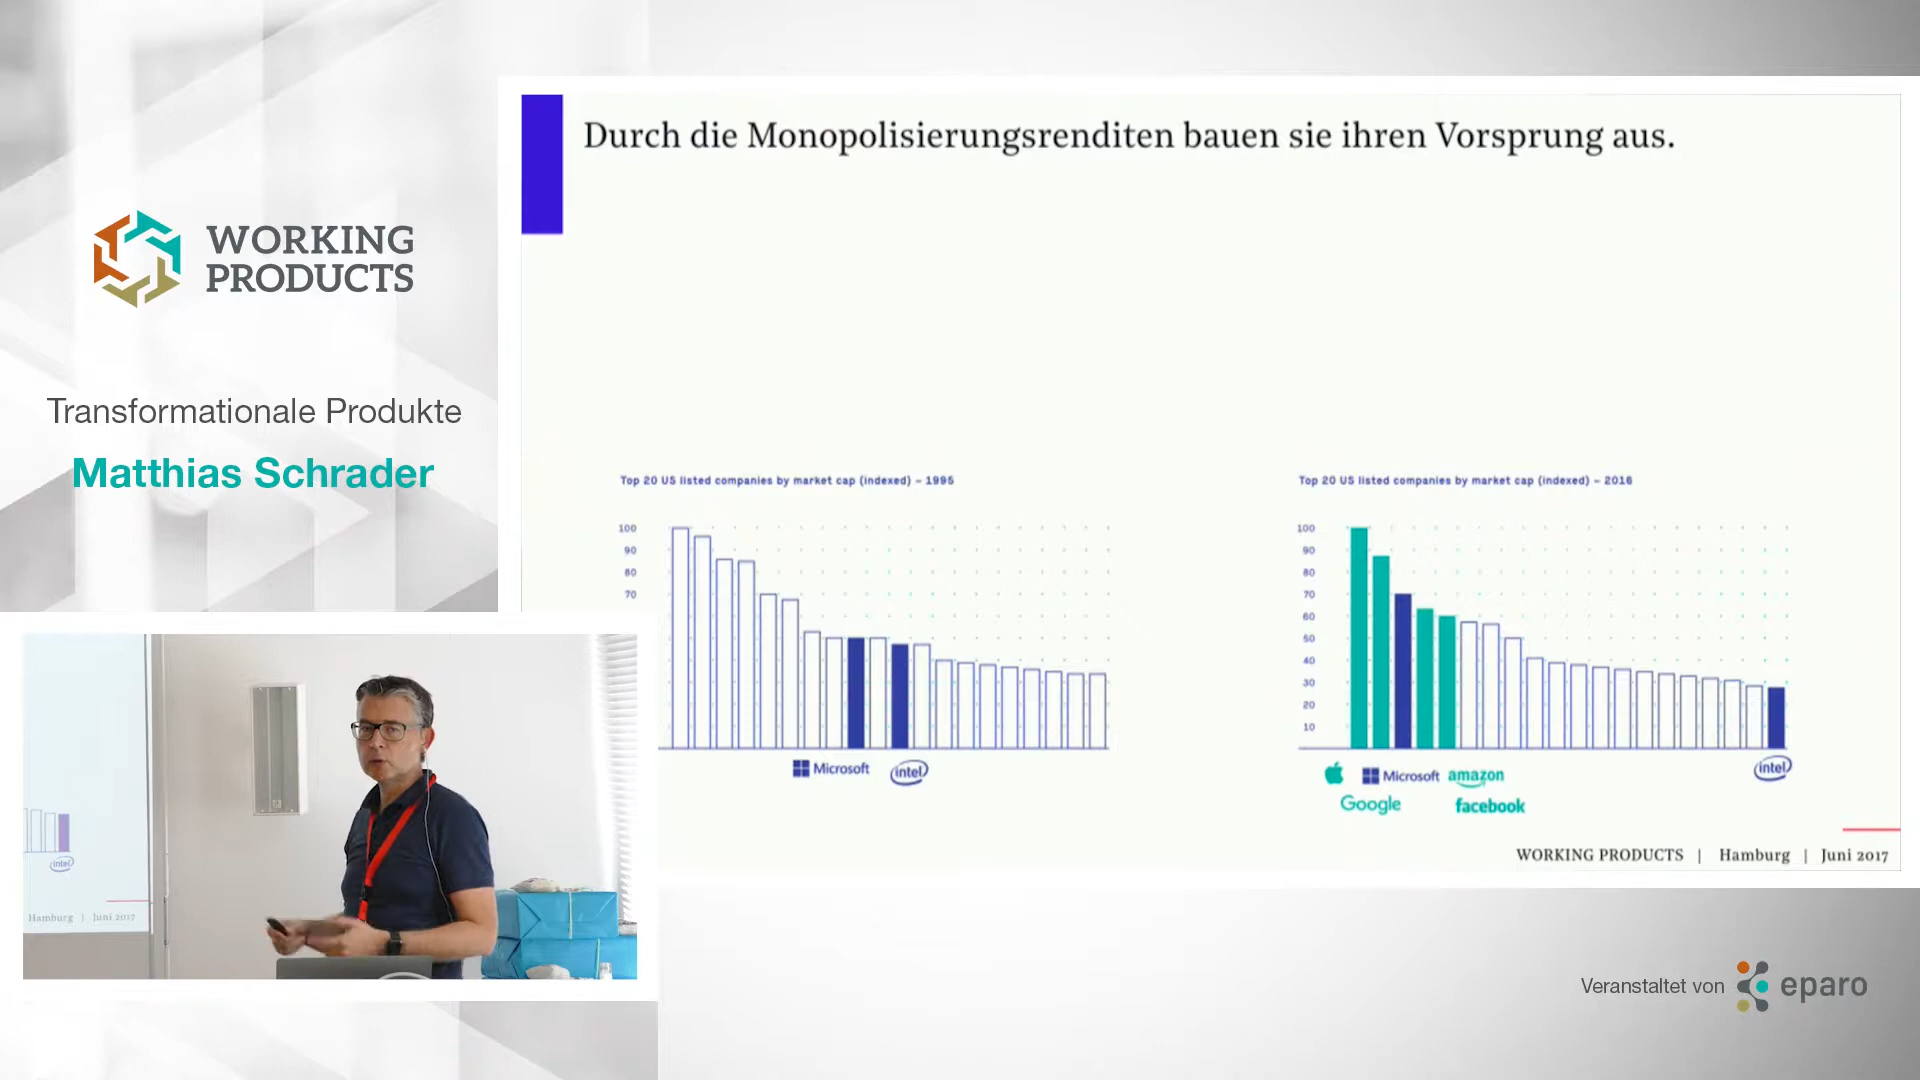 WORKING
PRODUCTS
Transformationale Produkte
Matthias Schrader
Durch die Monopolisierungsrenditen bauen sie ihren Vorsprung aus.
Top 20 US listed companies by market cap (indexed) – 1995
100
90
80
70
Microsoft
intel
Top 20 US listed companies by market cap (indexed) – 2016
100
90
80
70
60
50
40
30
20
10
Microsoft
amazon
Google
facebook
intel
WORKING PRODUCTS | Hamburg | Juni 2017
intel
Hamburg | Juni 2017
Veranstaltet von eparo